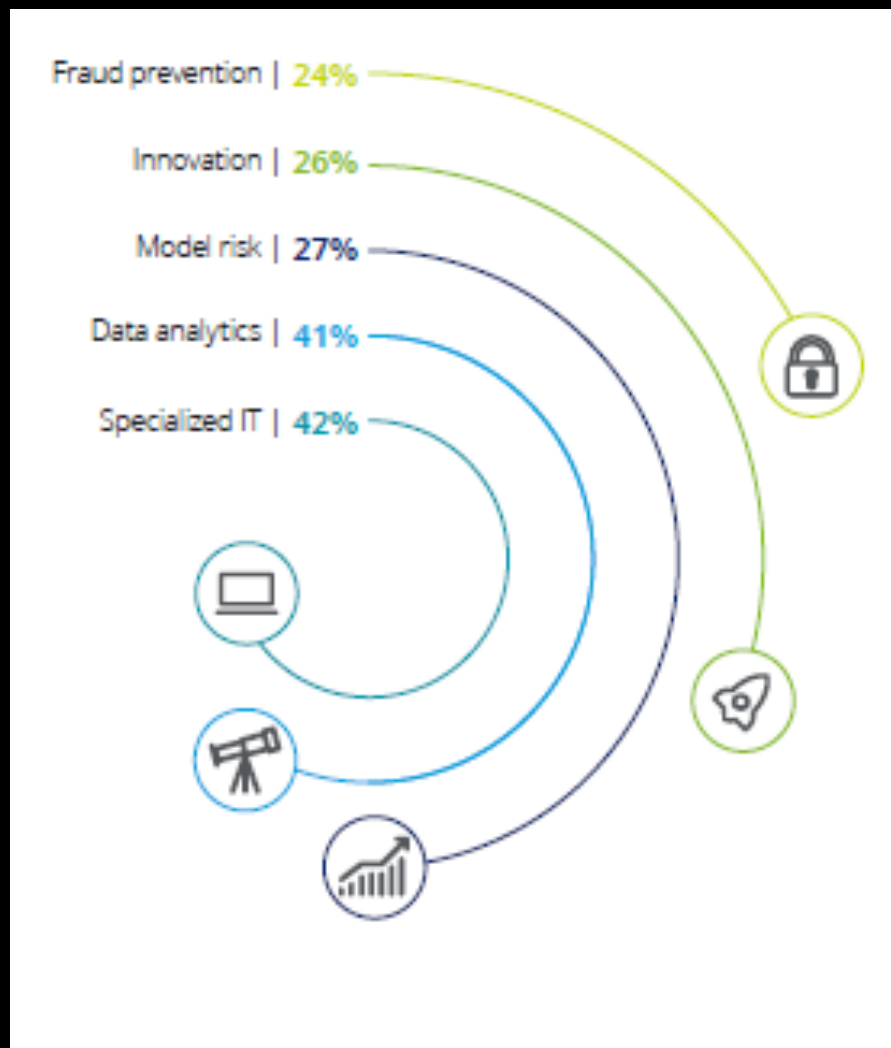 Fraud prevention | 24%
Innovation | 26%
Model risk | 27%
Data analytics | 41%
Specialized IT | 42%